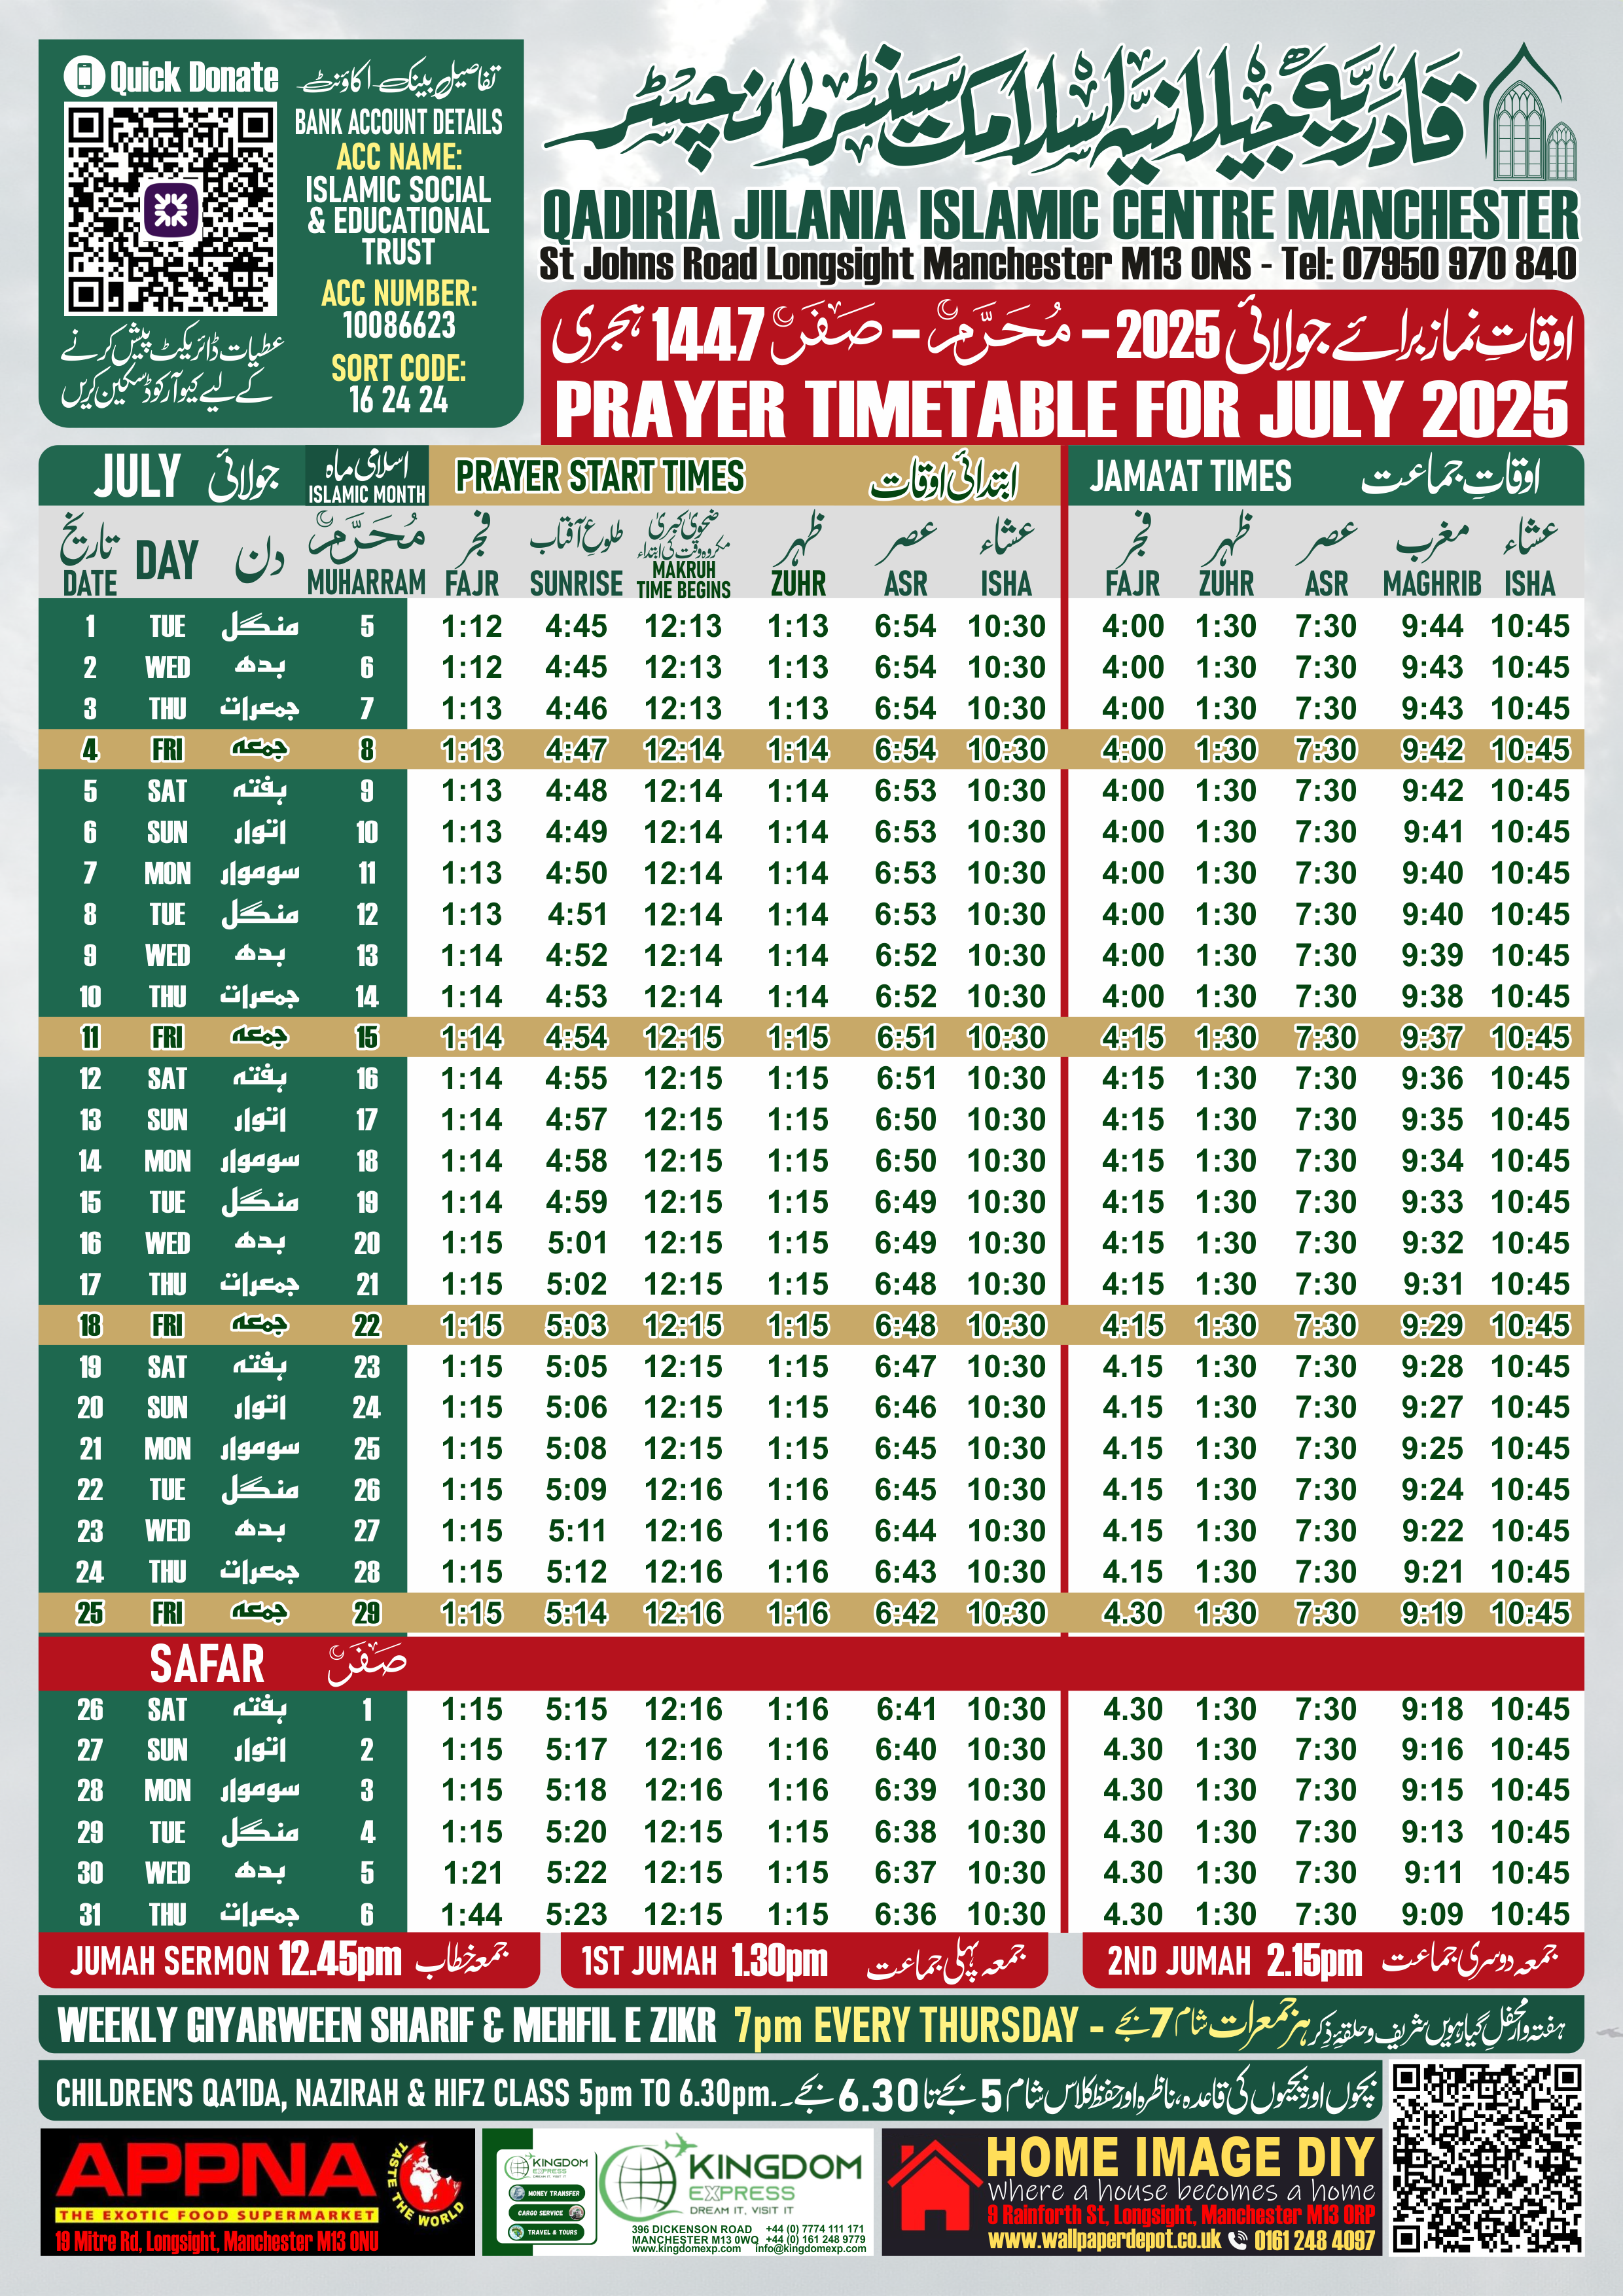 Quick Donate
تفاصیل بینک اکاؤنٹ
BANK ACCOUNT DETAILS
ACC NAME:
ISLAMIC SOCIAL
& EDUCATIONAL
TRUST
ACC NUMBER:
10086623
SORT CODE:
16 24 24
عطیات ڈائریکٹ پیش کرنے
کے لیے کیو آر کوڈ سکین کریں
قادریہ جیلانیہ اسلامک سینٹر مانچسٹر
QADIRIA JILANIA ISLAMIC CENTRE MANCHESTER
St Johns Road Longsight Manchester M13 0NS - Tel: 07950 970 840
اوقاتِ نماز برائے جولائی 2025 – مُحَرَّم – صَفَر 1447 ہجری
PRAYER TIMETABLE FOR JULY 2025
JULY جولائی اسلامی ماہ ISLAMIC MONTH PRAYER START TIMES ابتدائی اوقات JAMA'AT TIMES اوقاتِ جماعت
تاریخ دن مُحَرَّم فجر طلوع آفتاب ضحویٰ کبریٰ مکروہ وقت کی ابتداء ظہر عصر عشاء فجر ظہر عصر مغرب عشاء
DATE DAY MUHARRAM FAJR SUNRISE MAKRUH TIME BEGINS ZUHR ASR ISHA FAJR ZUHR ASR MAGHRIB ISHA
1 TUE منگل 5 1:12 4:45 12:13 1:13 6:54 10:30 4:00 1:30 7:30 9:44 10:45
2 WED بدھ 6 1:12 4:45 12:13 1:13 6:54 10:30 4:00 1:30 7:30 9:43 10:45
3 THU جمعرات 7 1:13 4:46 12:13 1:13 6:54 10:30 4:00 1:30 7:30 9:43 10:45
4 FRI جمعه 8 1:13 4:47 12:14 1:14 6:54 10:30 4:00 1:30 7:30 9:42 10:45
5 SAT ہفتہ 9 1:13 4:48 12:14 1:14 6:53 10:30 4:00 1:30 7:30 9:42 10:45
6 SUN اتوار 10 1:13 4:49 12:14 1:14 6:53 10:30 4:00 1:30 7:30 9:41 10:45
7 MON سوموار 11 1:13 4:50 12:14 1:14 6:53 10:30 4:00 1:30 7:30 9:40 10:45
8 TUE منگل 12 1:13 4:51 12:14 1:14 6:53 10:30 4:00 1:30 7:30 9:40 10:45
9 WED بدھ 13 1:14 4:52 12:14 1:14 6:52 10:30 4:00 1:30 7:30 9:39 10:45
10 THU جمعرات 14 1:14 4:53 12:14 1:14 6:52 10:30 4:00 1:30 7:30 9:38 10:45
11 FRI جمعه 15 1:14 4:54 12:15 1:15 6:51 10:30 4:15 1:30 7:30 9:37 10:45
12 SAT ہفتہ 16 1:14 4:55 12:15 1:15 6:51 10:30 4:15 1:30 7:30 9:36 10:45
13 SUN اتوار 17 1:14 4:57 12:15 1:15 6:50 10:30 4:15 1:30 7:30 9:35 10:45
14 MON سوموار 18 1:14 4:58 12:15 1:15 6:50 10:30 4:15 1:30 7:30 9:34 10:45
15 TUE منگل 19 1:14 4:59 12:15 1:15 6:49 10:30 4:15 1:30 7:30 9:33 10:45
16 WED بدھ 20 1:15 5:01 12:15 1:15 6:49 10:30 4:15 1:30 7:30 9:32 10:45
17 THU جمعرات 21 1:15 5:02 12:15 1:15 6:48 10:30 4:15 1:30 7:30 9:31 10:45
18 FRI جمعه 22 1:15 5:03 12:15 1:15 6:48 10:30 4:15 1:30 7:30 9:29 10:45
19 SAT ہفتہ 23 1:15 5:05 12:15 1:15 6:47 10:30 4.15 1:30 7:30 9:28 10:45
20 SUN اتوار 24 1:15 5:06 12:15 1:15 6:46 10:30 4.15 1:30 7:30 9:27 10:45
21 MON سوموار 25 1:15 5:08 12:15 1:15 6:45 10:30 4.15 1:30 7:30 9:25 10:45
22 TUE منگل 26 1:15 5:09 12:16 1:16 6:45 10:30 4.15 1:30 7:30 9:24 10:45
23 WED بدھ 27 1:15 5:11 12:16 1:16 6:44 10:30 4.15 1:30 7:30 9:22 10:45
24 THU جمعرات 28 1:15 5:12 12:16 1:16 6:43 10:30 4.15 1:30 7:30 9:21 10:45
25 FRI جمعه 29 1:15 5:14 12:16 1:16 6:42 10:30 4.30 1:30 7:30 9:19 10:45
SAFAR صَفَر
26 SAT ہفتہ 1 1:15 5:15 12:16 1:16 6:41 10:30 4.30 1:30 7:30 9:18 10:45
27 SUN اتوار 2 1:15 5:17 12:16 1:16 6:40 10:30 4.30 1:30 7:30 9:16 10:45
28 MON سوموار 3 1:15 5:18 12:16 1:16 6:39 10:30 4.30 1:30 7:30 9:15 10:45
29 TUE منگل 4 1:15 5:20 12:15 1:15 6:38 10:30 4.30 1:30 7:30 9:13 10:45
30 WED بدھ 5 1:21 5:22 12:15 1:15 6:37 10:30 4.30 1:30 7:30 9:11 10:45
31 THU جمعرات 6 1:44 5:23 12:15 1:15 6:36 10:30 4.30 1:30 7:30 9:09 10:45
JUMAH SERMON 12.45pm جمعہ خطاب 1ST JUMAH 1.30pm جمعہ پہلی جماعت 2ND JUMAH 2.15pm جمعہ دوسری جماعت
WEEKLY GIYARWEEN SHARIF & MEHFIL E ZIKR 7pm EVERY THURSDAY – ہفتہ وار محفلِ گیارہویں شریف و حلقۂِ ذِکر ہر جمعرات شام 7 بجے
CHILDREN'S QA'IDA, NAZIRAH & HIFZ CLASS 5pm TO 6.30pm. بچوں اور بچیوں کی قاعدہ، ناظرہ اور حفظ کلاس شام 5 بجے تا 6.30 بجے۔
APPNA
TASTE THE WORLD
THE EXOTIC FOOD SUPERMARKET
19 Mitre Rd, Longsight, Manchester M13 0NU
KINGDOM
EXPRESS
DREAM IT, VISIT IT
MONEY TRANSFER
CARGO SERVICE
TRAVEL & TOURS
KINGDOM
EXPRESS
DREAM IT, VISIT IT
396 DICKENSON ROAD +44 (0) 7774 111 171
MANCHESTER M13 0WQ +44 (0) 161 248 9779
www.kingdomexp.com info@kingdomexp.com
HOME IMAGE DIY
Where a house becomes a home
9 Rainforth St, Longsight, Manchester M13 0RP
www.wallpaperdepot.co.uk 0161 248 4097